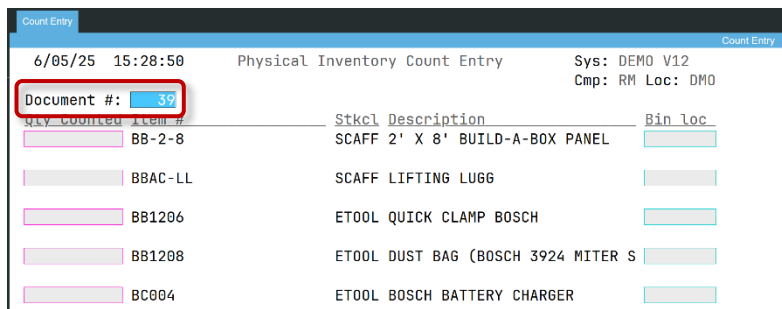 Count Entry
Count Entry
6/05/25 15:28:50 Physical Inventory Count Entry Sys: DEMO V12
Cmp: RM Loc: DMO
Document #: 39
Qty Counted Item # Stkcl Description Bin loc
BB-2-8 SCAFF 2' X 8' BUILD-A-BOX PANEL
BBAC-LL SCAFF LIFTING LUGG
BB1206 ETOOL QUICK CLAMP BOSCH
BB1208 ETOOL DUST BAG (BOSCH 3924 MITER S
BC004 ETOOL BOSCH BATTERY CHARGER